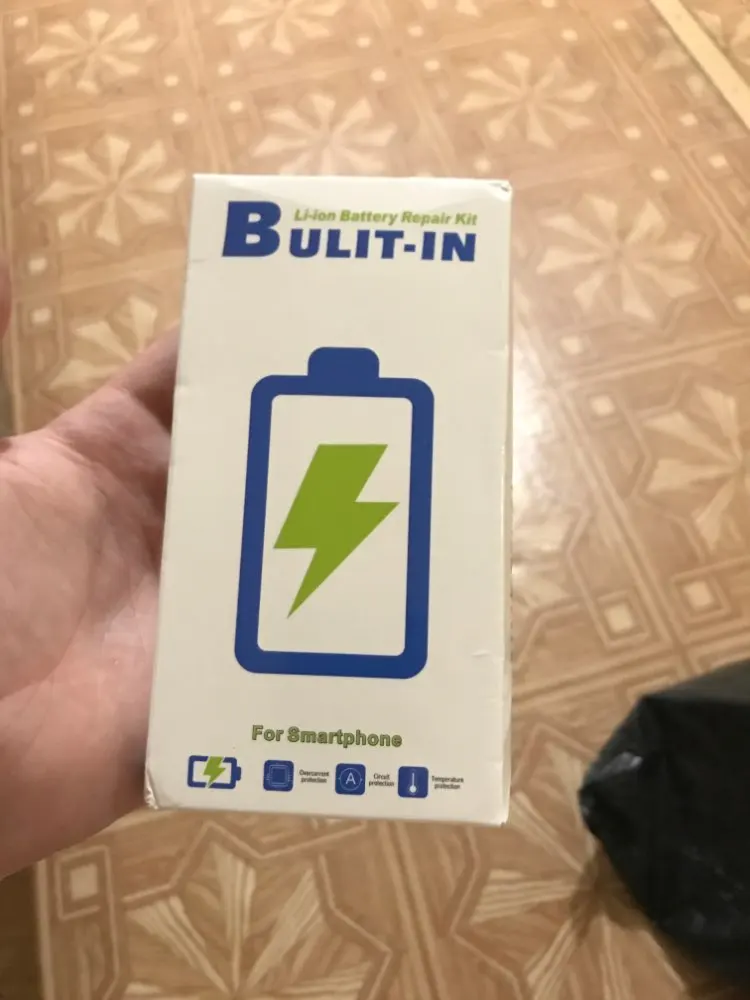 Li-ion Battery Repair Kit
BULIT-IN
For Smartphone
Overcurrent
protection
A
Circuit
protection
Temperature
protection